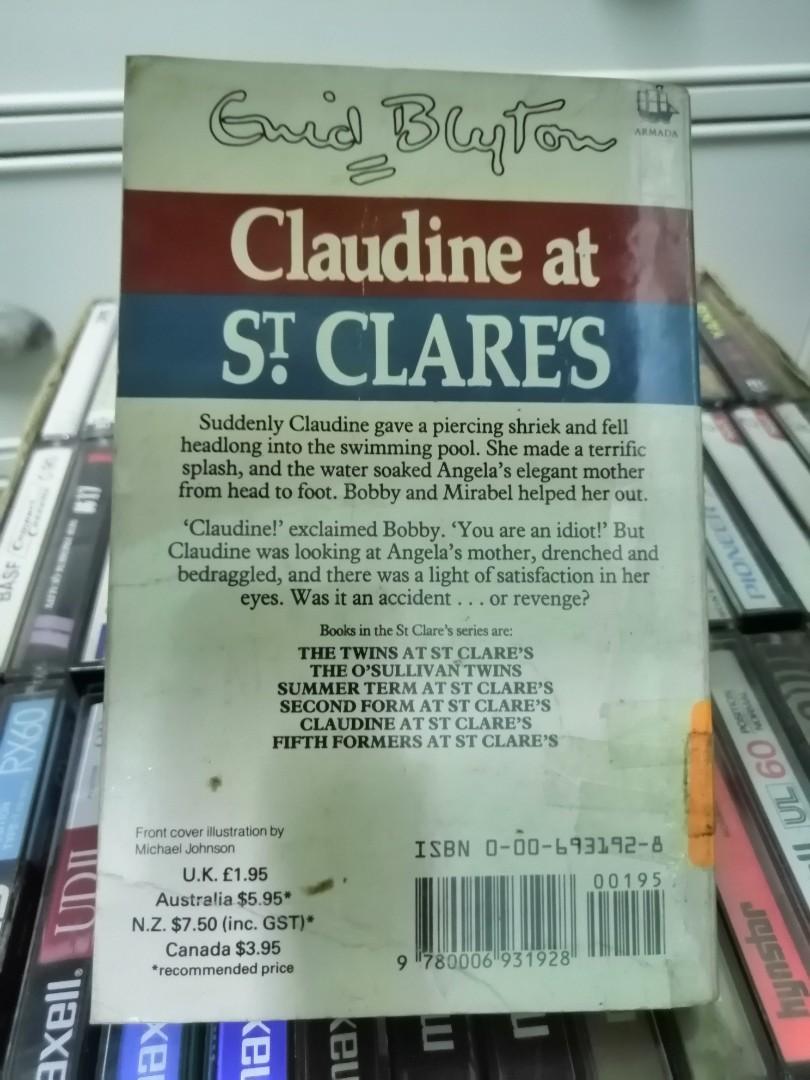 Enid Blyton
ARMADA
Claudine at
ST. CLARE'S
Suddenly Claudine gave a piercing shriek and fell
headlong into the swimming pool. She made a terrific
splash, and the water soaked Angela's elegant mother
from head to foot. Bobby and Mirabel helped her out.
'Claudine!' exclaimed Bobby. 'You are an idiot!' But
Claudine was looking at Angela's mother, drenched and
bedraggled, and there was a light of satisfaction in her
eyes. Was it an accident . . . or revenge?
Books in the St Clare's series are:
THE TWINS AT ST CLARE'S
THE O'SULLIVAN TWINS
SUMMER TERM AT ST CLARE'S
SECOND FORM AT ST CLARE'S
CLAUDINE AT ST CLARE'S
FIFTH FORMERS AT ST CLARE'S
Front cover illustration by
Michael Johnson
U.K. £1.95
Australia $5.95*
N.Z. $7.50 (inc. GST)*
Canada $3.95
*recommended price
ISBN 0-00-693192-8
00195
9 780006 931928
BASF
RX60
UDII
axell.
PIONEER
UL 60
POSITION
NORMAL